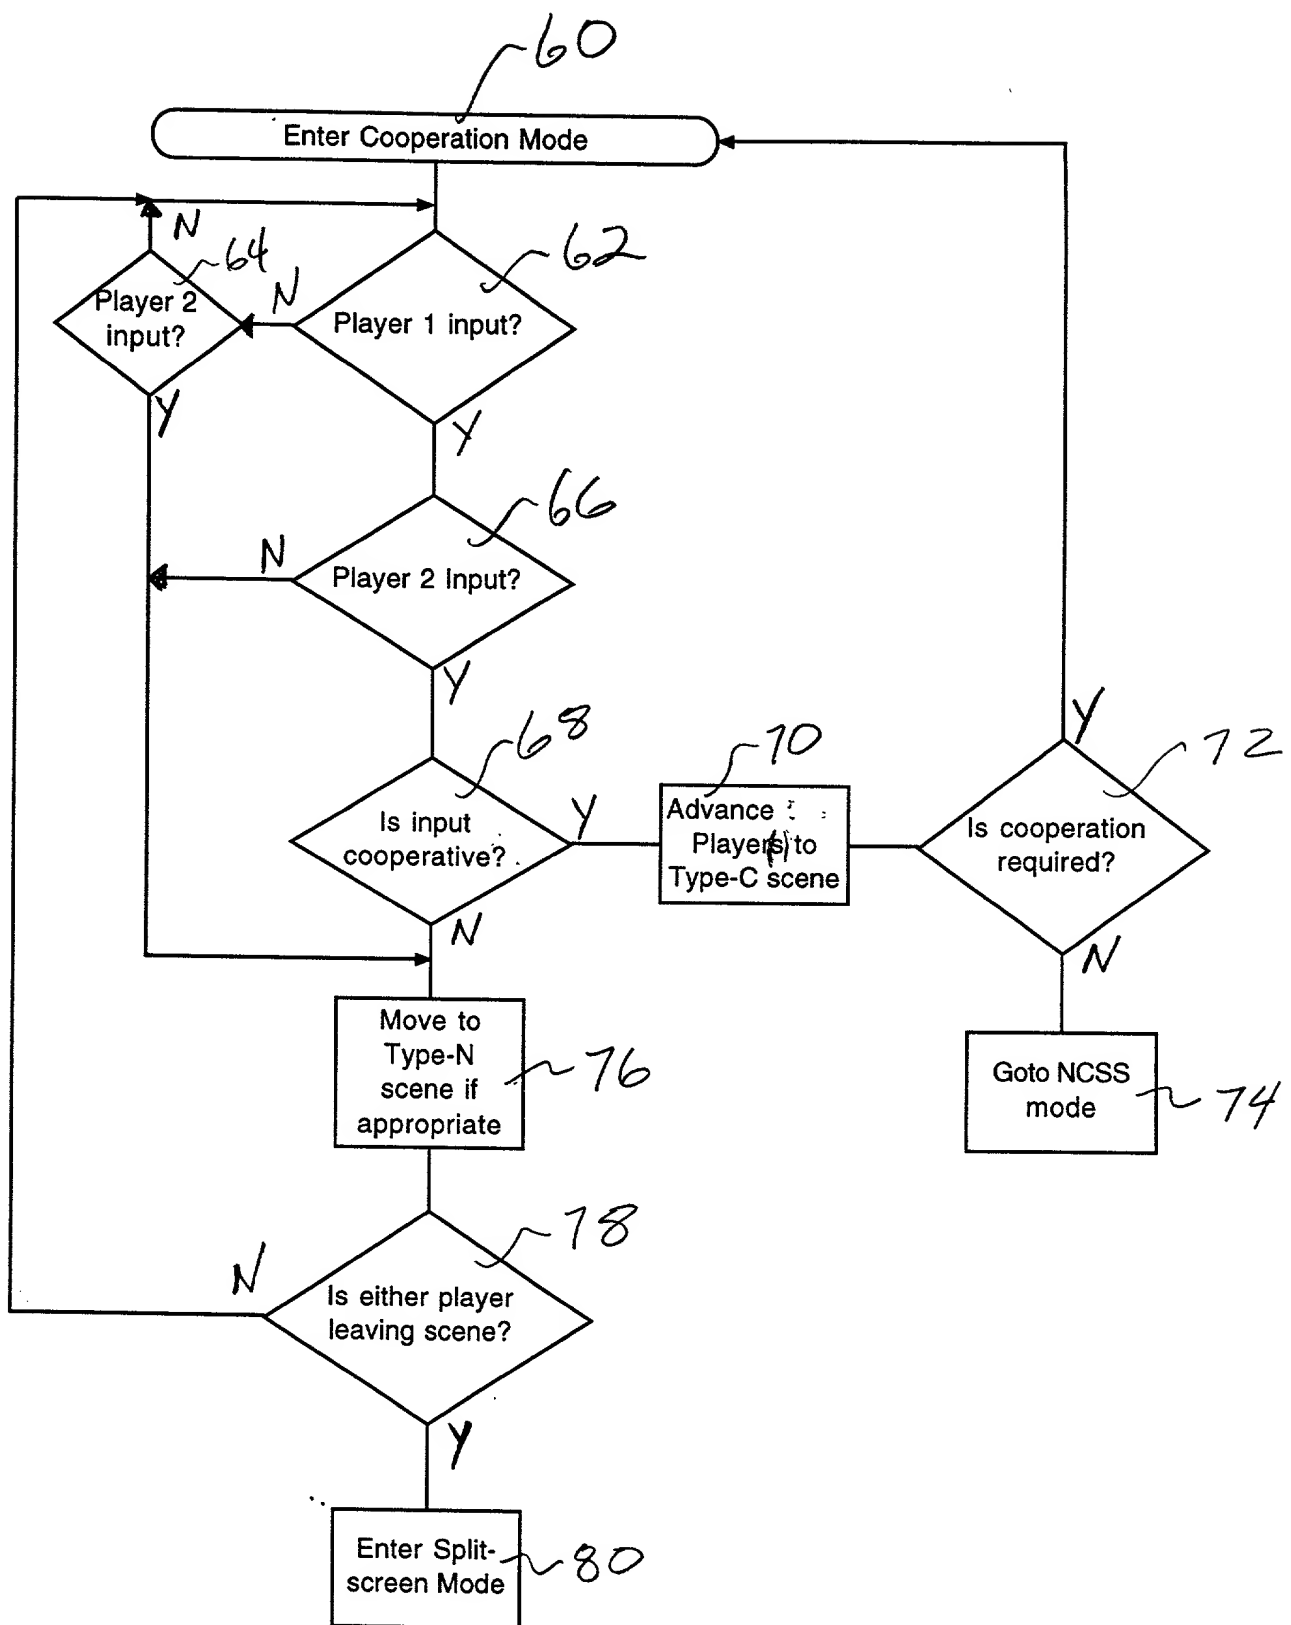 60
Enter Cooperation Mode
N
64
Player 2
input?
N
62
Player 1 input?
Y
Y
66
N
Player 2 Input?
Y
68
Is input
cooperative?
Y
70
Advance
Players to
Type-C scene
Y
72
Is cooperation
required?
N
N
Move to
Type-N
scene if
appropriate
76
Goto NCSS
mode
74
78
N
Is either player
leaving scene?
Y
Enter Split-
screen Mode
80